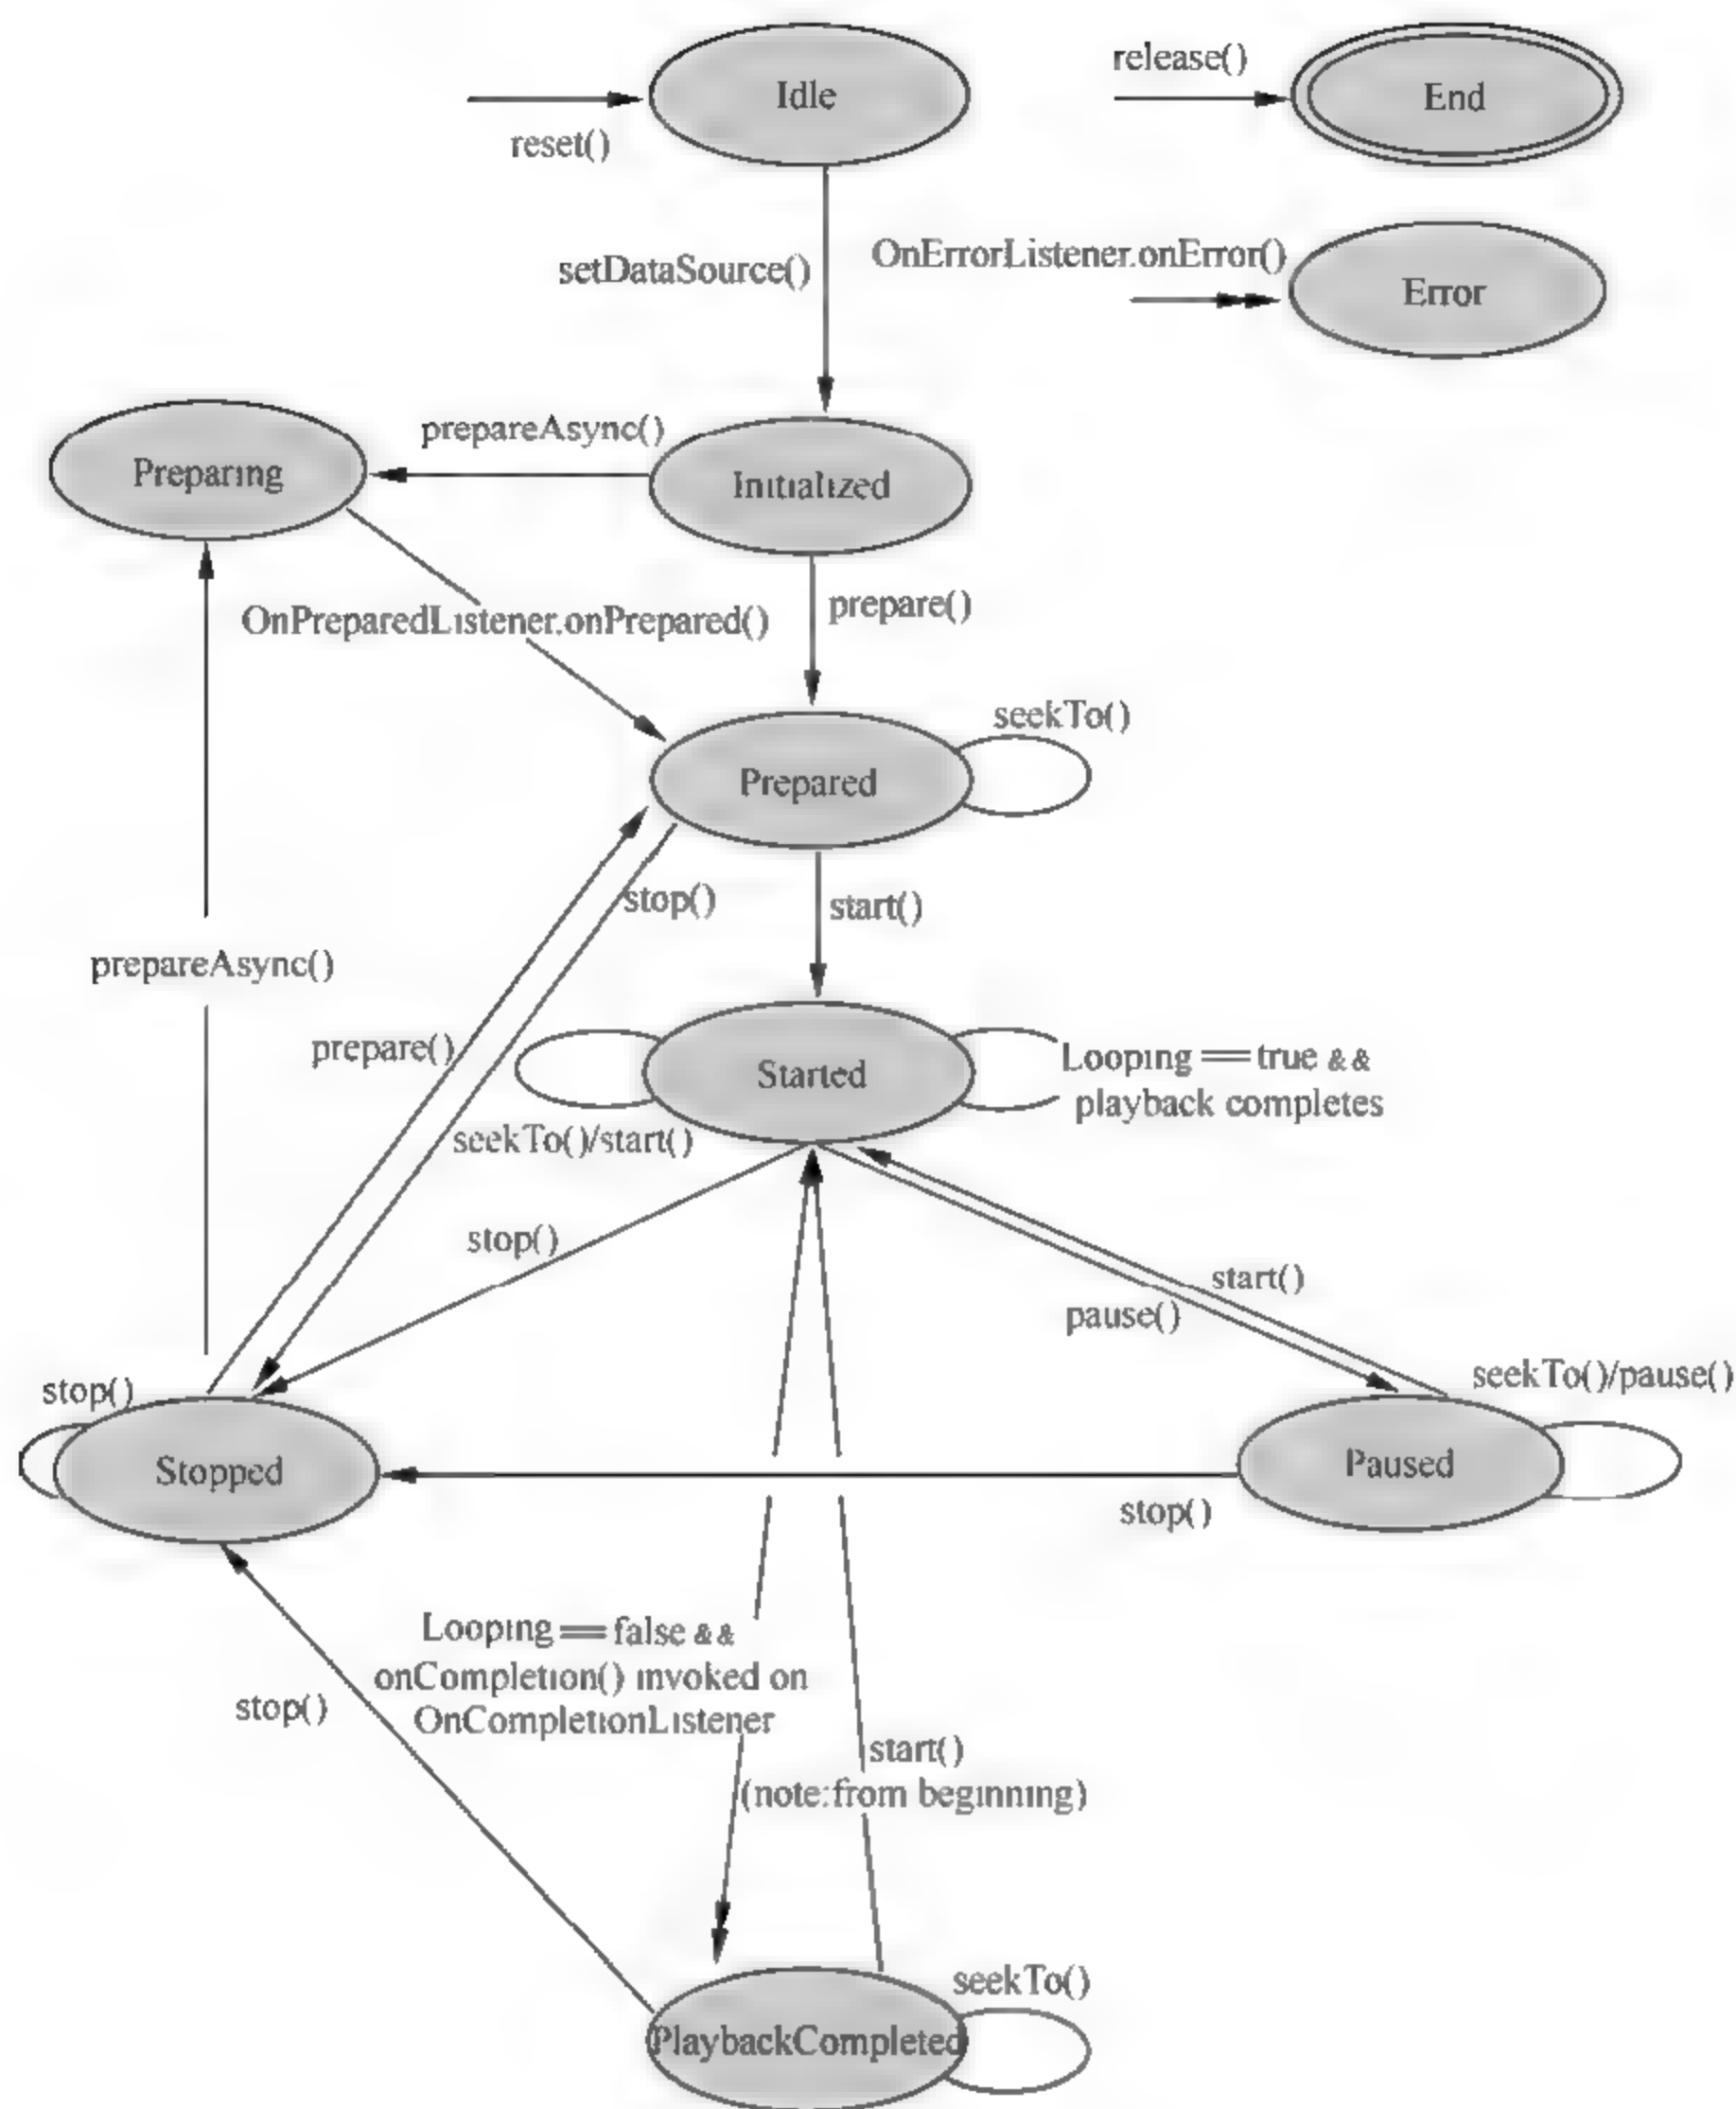 Idle
release()
End
reset()
setDataSource()
OnErrorListener.onError()
Error
prepareAsync()
Preparing
Initialized
OnPreparedListener.onPrepared()
prepare()
seekTo()
Prepared
stop()
start()
prepareAsync()
prepare()
Started
Looping==true &&
playback completes
seekTo()/start()
stop()
start()
pause()
stop()
seekTo()/pause()
Stopped
Paused
stop()
Looping==false &&
onCompletion() invoked on
OnCompletionListener
stop()
start()
(note:from beginning)
seekTo()
PlaybackCompleted